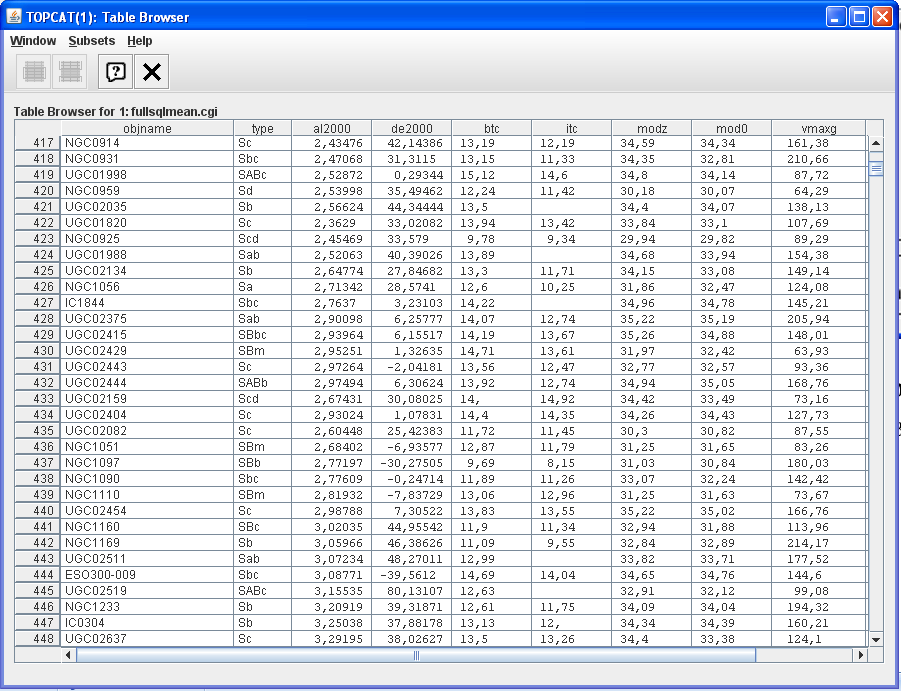 TOPCAT(1): Table Browser
Window Subsets Help
Table Browser for 1: fullsqlmean.cgi
objname type al2000 de2000 btc itc modz mod0 vmaxg
417 NGC0914 Sc 2,43476 42,14386 13,19 12,19 34,59 34,34 161,38
418 NGC0931 Sbc 2,47068 31,3115 13,15 11,33 34,35 32,81 210,66
419 UGC01998 SABc 2,52872 0,29344 15,12 14,6 34,8 34,14 87,72
420 NGC0959 Sd 2,53998 35,49462 12,24 11,42 30,18 30,07 64,29
421 UGC02035 Sb 2,56624 44,34444 13,5 34,4 34,07 138,13
422 UGC01820 Sc 2,3629 33,02082 13,94 13,42 33,84 33,1 107,69
423 NGC0925 Scd 2,45469 33,579 9,78 9,34 29,94 29,82 89,29
424 UGC01988 Sab 2,52063 40,39026 13,89 34,68 33,94 154,38
425 UGC02134 Sb 2,64774 27,84682 13,3 11,71 34,15 33,08 149,14
426 NGC1056 Sa 2,71342 28,5741 12,6 10,25 31,86 32,47 124,08
427 IC1844 Sbc 2,7637 3,23103 14,22 34,96 34,78 145,21
428 UGC02375 Sab 2,90098 6,25777 14,07 12,74 35,22 35,19 205,94
429 UGC02415 SBbc 2,93964 6,15517 14,19 13,67 35,26 34,88 148,01
430 UGC02429 SBm 2,95251 1,32635 14,71 13,61 31,97 32,42 63,93
431 UGC02443 Sc 2,97264 -2,04181 13,56 12,47 32,77 32,57 93,36
432 UGC02444 SABb 2,97494 6,30624 13,92 12,74 34,94 35,05 168,76
433 UGC02159 Scd 2,67431 30,08025 14, 14,92 34,42 33,49 73,16
434 UGC02404 Sc 2,93024 1,07831 14,4 14,35 34,26 34,43 127,73
435 UGC02082 Sc 2,60448 25,42383 11,72 11,45 30,3 30,82 87,55
436 NGC1051 SBm 2,68402 -6,93577 12,87 11,79 31,25 31,65 83,26
437 NGC1097 SBb 2,77197 -30,27505 9,69 8,15 31,03 30,84 180,03
438 NGC1090 Sbc 2,77609 -0,24714 11,89 11,26 33,07 32,24 142,42
439 NGC1110 SBm 2,81932 -7,83729 13,06 12,96 31,25 31,63 73,67
440 UGC02454 Sc 2,98788 7,30522 13,83 13,55 35,22 35,02 166,76
441 NGC1160 SBc 3,02035 44,95542 11,9 11,34 32,94 31,88 113,96
442 NGC1169 Sb 3,05966 46,38626 11,09 9,55 32,84 32,89 214,17
443 UGC02511 Sab 3,07234 48,27011 12,99 33,82 33,71 177,52
444 ESO300-009 Sbc 3,08771 -39,5612 14,69 14,04 34,65 34,76 144,6
445 UGC02519 SABc 3,15535 80,13107 12,63 32,91 32,12 99,08
446 NGC1233 Sb 3,20919 39,31871 12,61 11,75 34,09 34,04 194,32
447 IC0304 Sb 3,25038 37,88178 13,13 12, 34,34 34,39 160,21
448 UGC02637 Sc 3,29195 38,02627 13,5 13,26 34,4 33,38 124,1